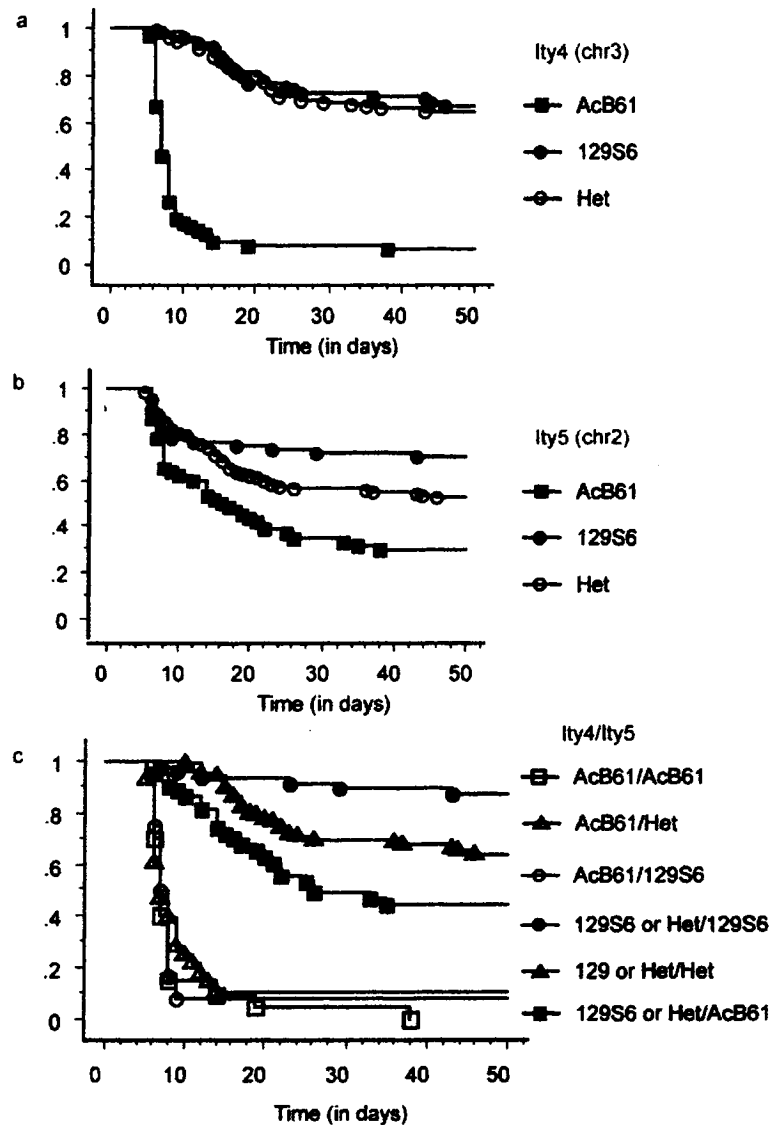 a
Ity4 (chr3)
1
.8
.6
.4
.2
0
AcB61
129S6
Het
0 10 20 30 40 50
Time (in days)
b
Ity5 (chr2)
1
.8
.6
.4
.2
0
AcB61
129S6
Het
0 10 20 30 40 50
Time (in days)
c
Ity4/Ity5
1
.8
.6
.4
.2
0
AcB61/AcB61
AcB61/Het
AcB61/129S6
129S6 or Het/129S6
129 or Het/Het
129S6 or Het/AcB61
0 10 20 30 40 50
Time (in days)